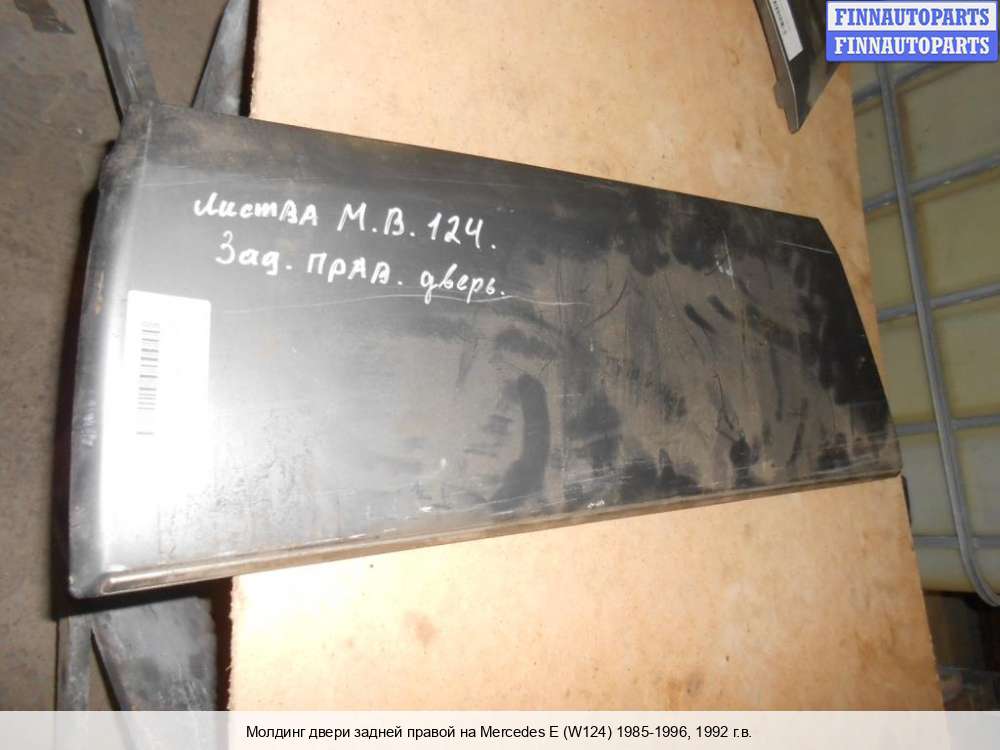 FINNAUTOPARTS
FINNAUTOPARTS
ЛистВА М.В. 124.
Зад. ПРАВ. дверь.
Молдинг двери задней правой на Mercedes E (W124) 1985-1996, 1992 г.в.